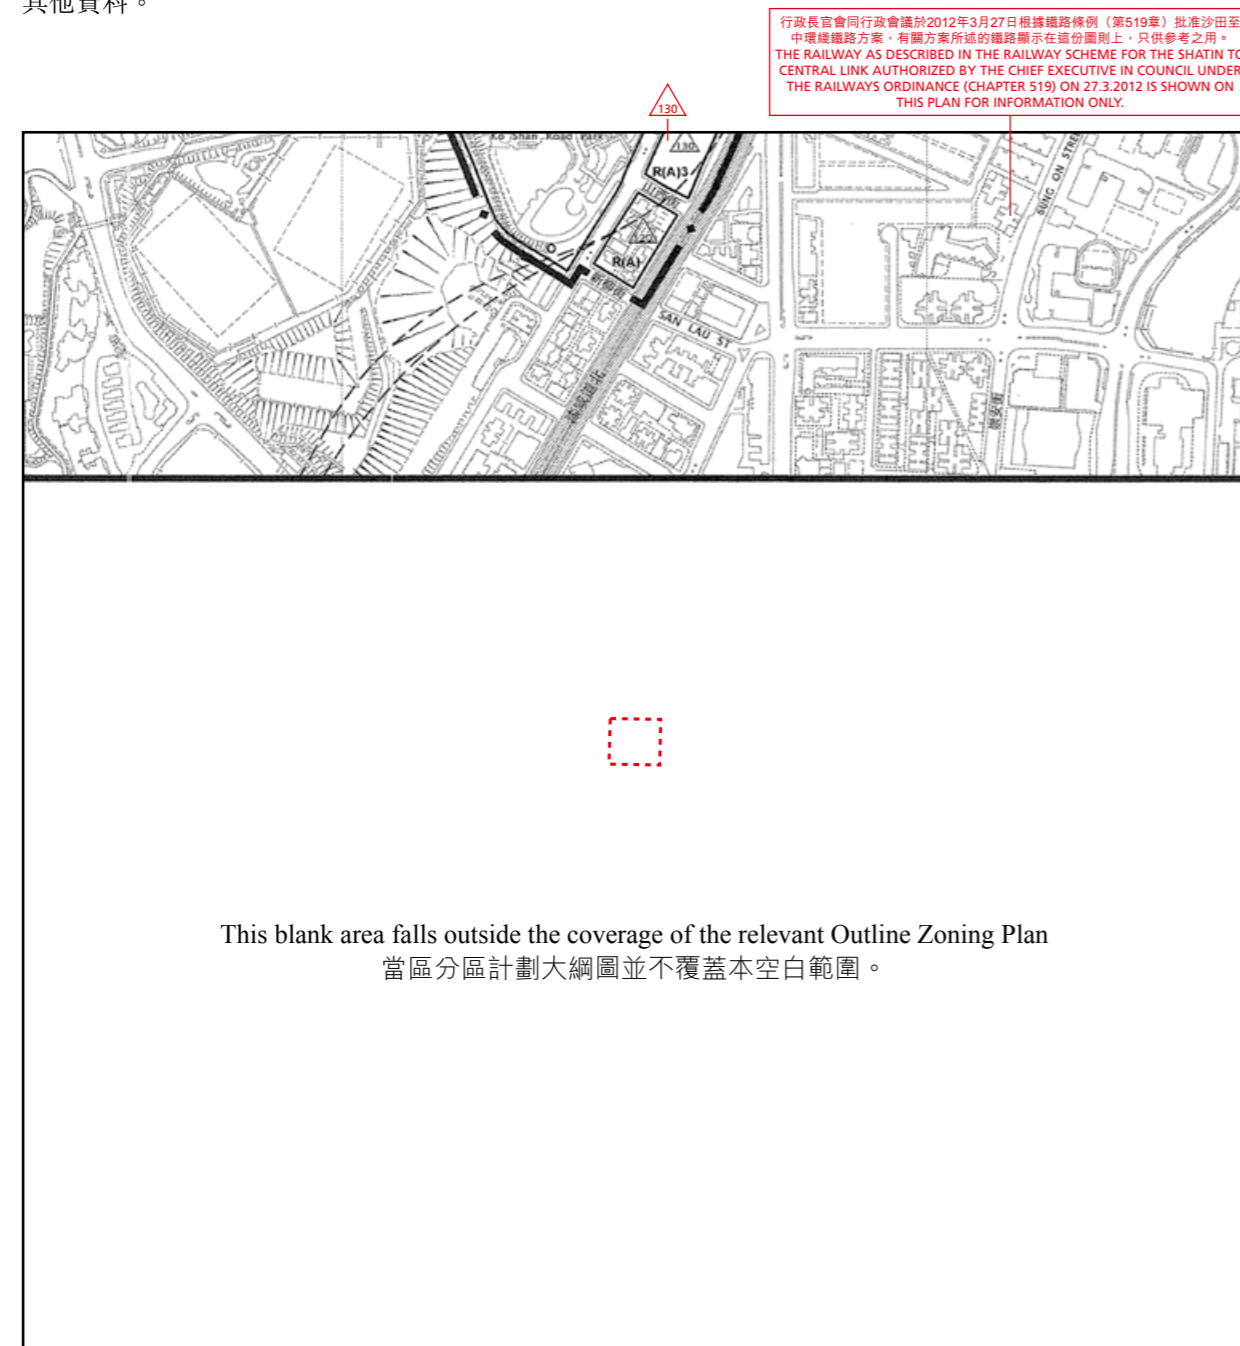 其他資料。
行政長官會同行政會議於2012年3月27日根據鐵路條例（第519章）批准沙田至
中環綫鐵路方案，有關方案所述的鐵路顯示在這份圖則上，只供參考之用。
THE RAILWAY AS DESCRIBED IN THE RAILWAY SCHEME FOR THE SHATIN TO
CENTRAL LINK AUTHORIZED BY THE CHIEF EXECUTIVE IN COUNCIL UNDER
THE RAILWAYS ORDINANCE (CHAPTER 519) ON 27.3.2012 IS SHOWN ON
THIS PLAN FOR INFORMATION ONLY.
130
Ko Shan Road Park
130
R(A)3
R(A)
SUNG ON STREET
SAN LAU ST
This blank area falls outside the coverage of the relevant Outline Zoning Plan
當區分區計劃大綱圖並不覆蓋本空白範圍。